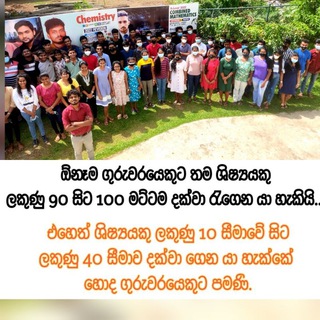 Chemistry
COMBINED
MATHEMATICS
ඕනෑම ගුරුවරයෙකුට තම ශිෂ්‍යයකු
ලකුණු 90 සිට 100 මට්ටම දක්වා රැගෙන යා හැකියි..
එහෙත් ශිෂ්‍යයකු ලකුණු 10 සීමාවේ සිට
ලකුණු 40 සීමාව දක්වා ගෙන යා හැක්කේ
හොද ගුරුවරයෙකුට පමණි.